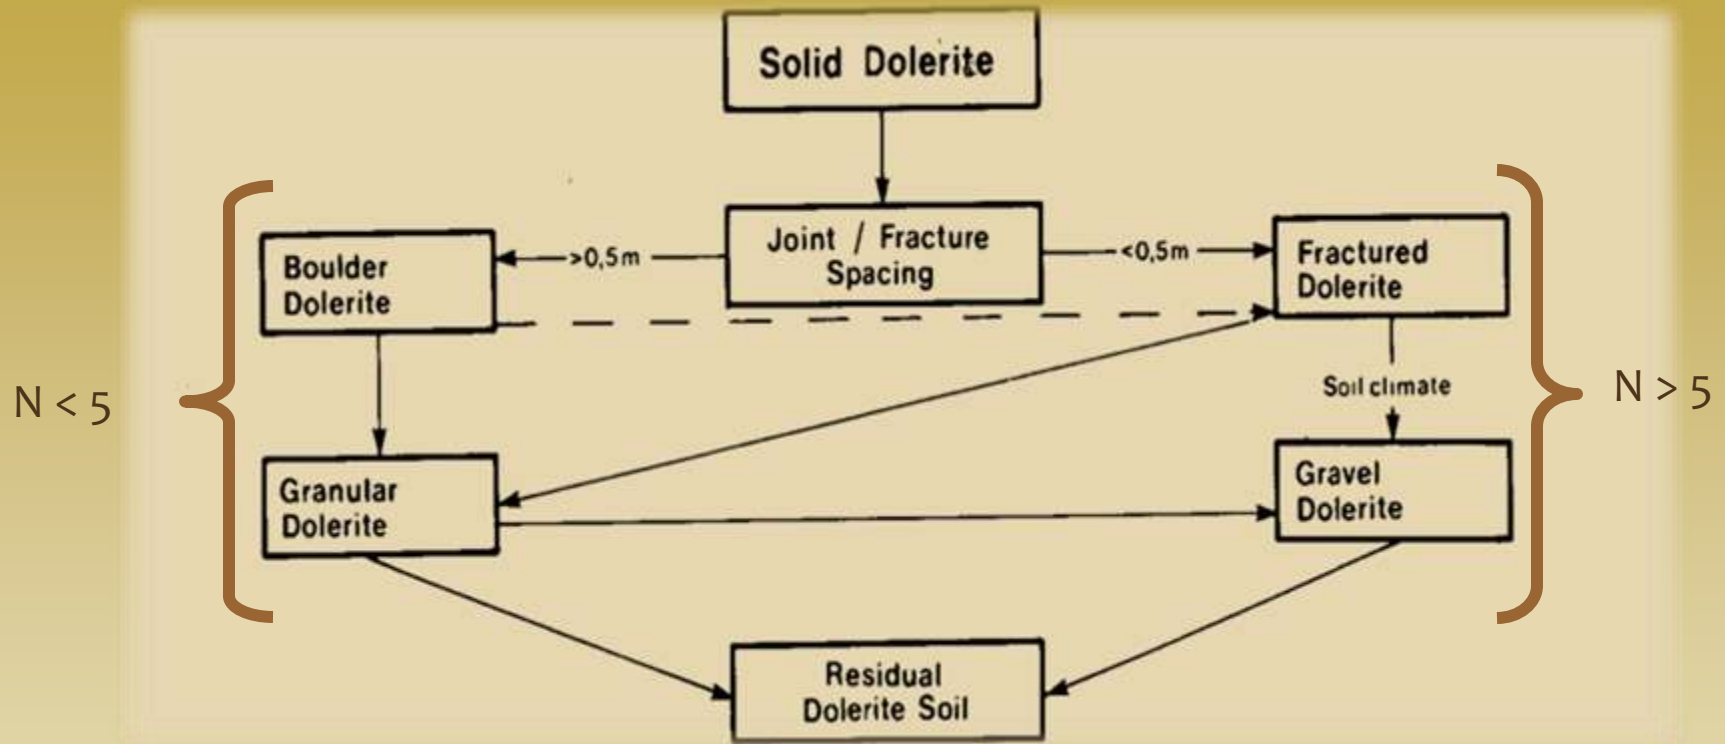 Solid Dolerite
Joint / Fracture
Spacing
Boulder
Dolerite
>0,5m
<0,5m
Fractured
Dolerite
N < 5
Soil climate
N > 5
Granular
Dolerite
Gravel
Dolerite
Residual
Dolerite Soil